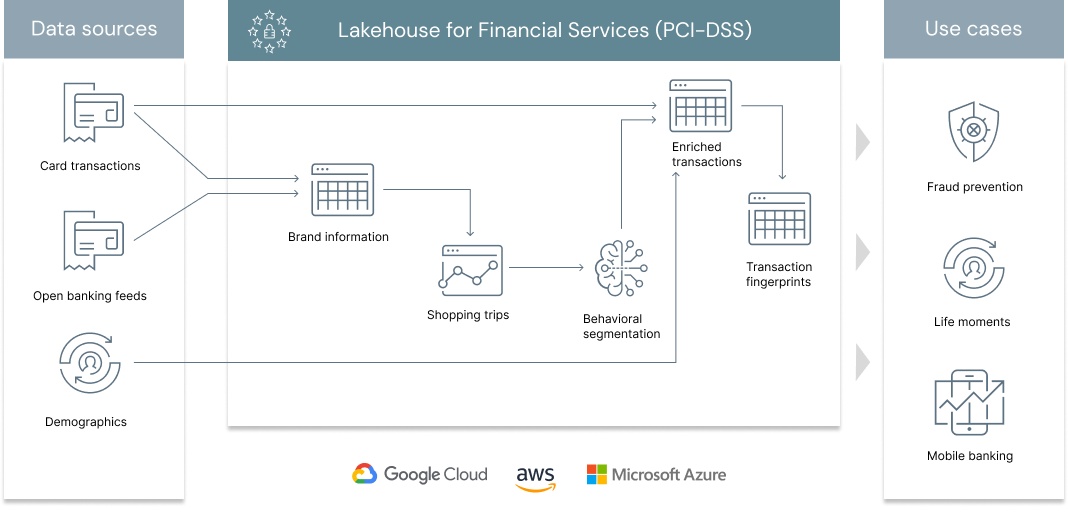 Data sources
Lakehouse for Financial Services (PCI-DSS)
Use cases
Card transactions
Open banking feeds
Demographics
Brand information
Shopping trips
Behavioral
segmentation
Enriched
transactions
Transaction
fingerprints
Fraud prevention
Life moments
Mobile banking
Google Cloud
aws
Microsoft Azure